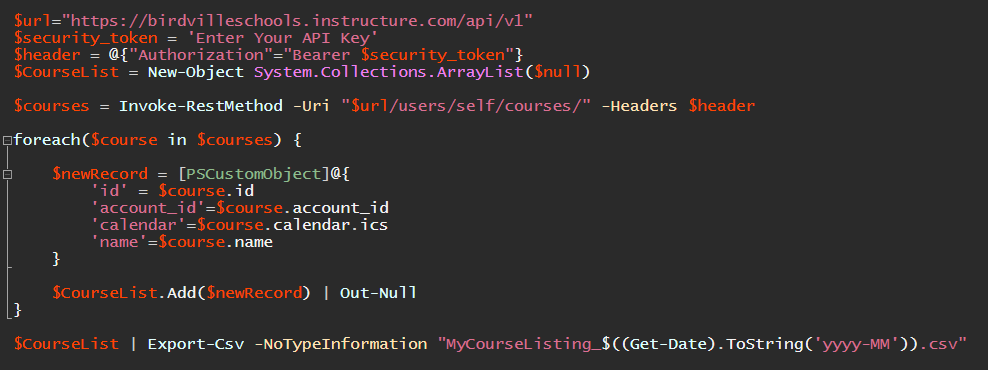 $url="https://birdvilleschools.instructure.com/api/v1"
$security_token = 'Enter Your API Key'
$header = @{"Authorization"="Bearer $security_token"}
$CourseList = New-Object System.Collections.ArrayList($null)
$courses = Invoke-RestMethod -Uri "$url/users/self/courses/" -Headers $header
foreach($course in $courses) {
$newRecord = [PSCustomObject]@{
'id' = $course.id
'account_id'=$course.account_id
'calendar'=$course.calendar.ics
'name'=$course.name
}
$CourseList.Add($newRecord) | Out-Null
}
$CourseList | Export-Csv -NoTypeInformation "MyCourseListing_$((Get-Date).ToString('yyyy-MM')).csv"